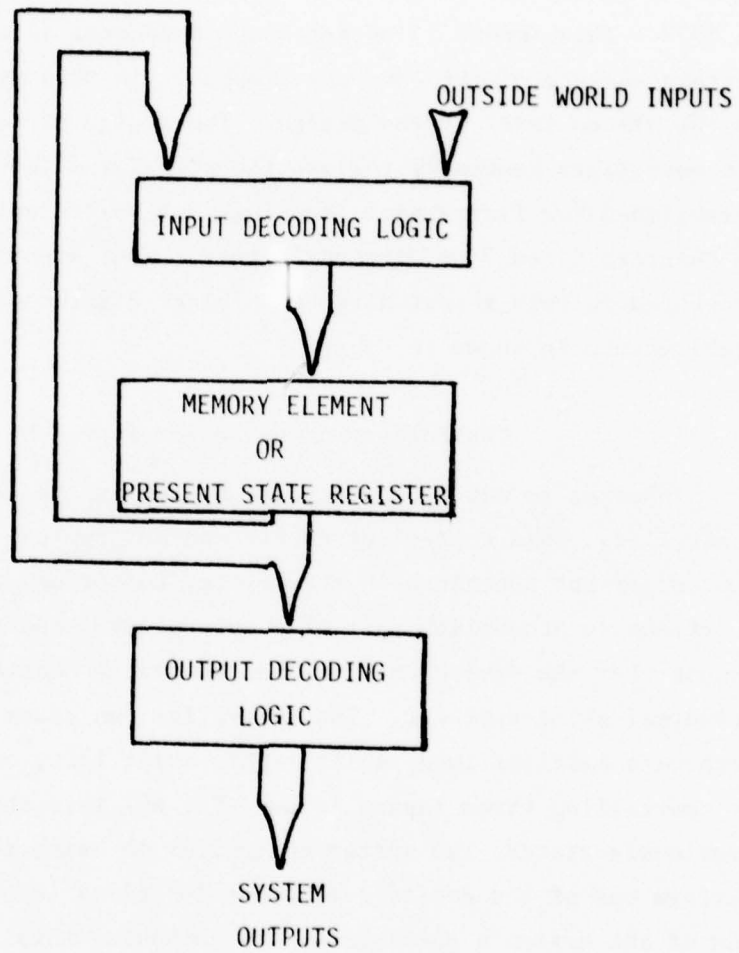 OUTSIDE WORLD INPUTS
INPUT DECODING LOGIC
MEMORY ELEMENT
OR
PRESENT STATE REGISTER
OUTPUT DECODING
LOGIC
SYSTEM
OUTPUTS